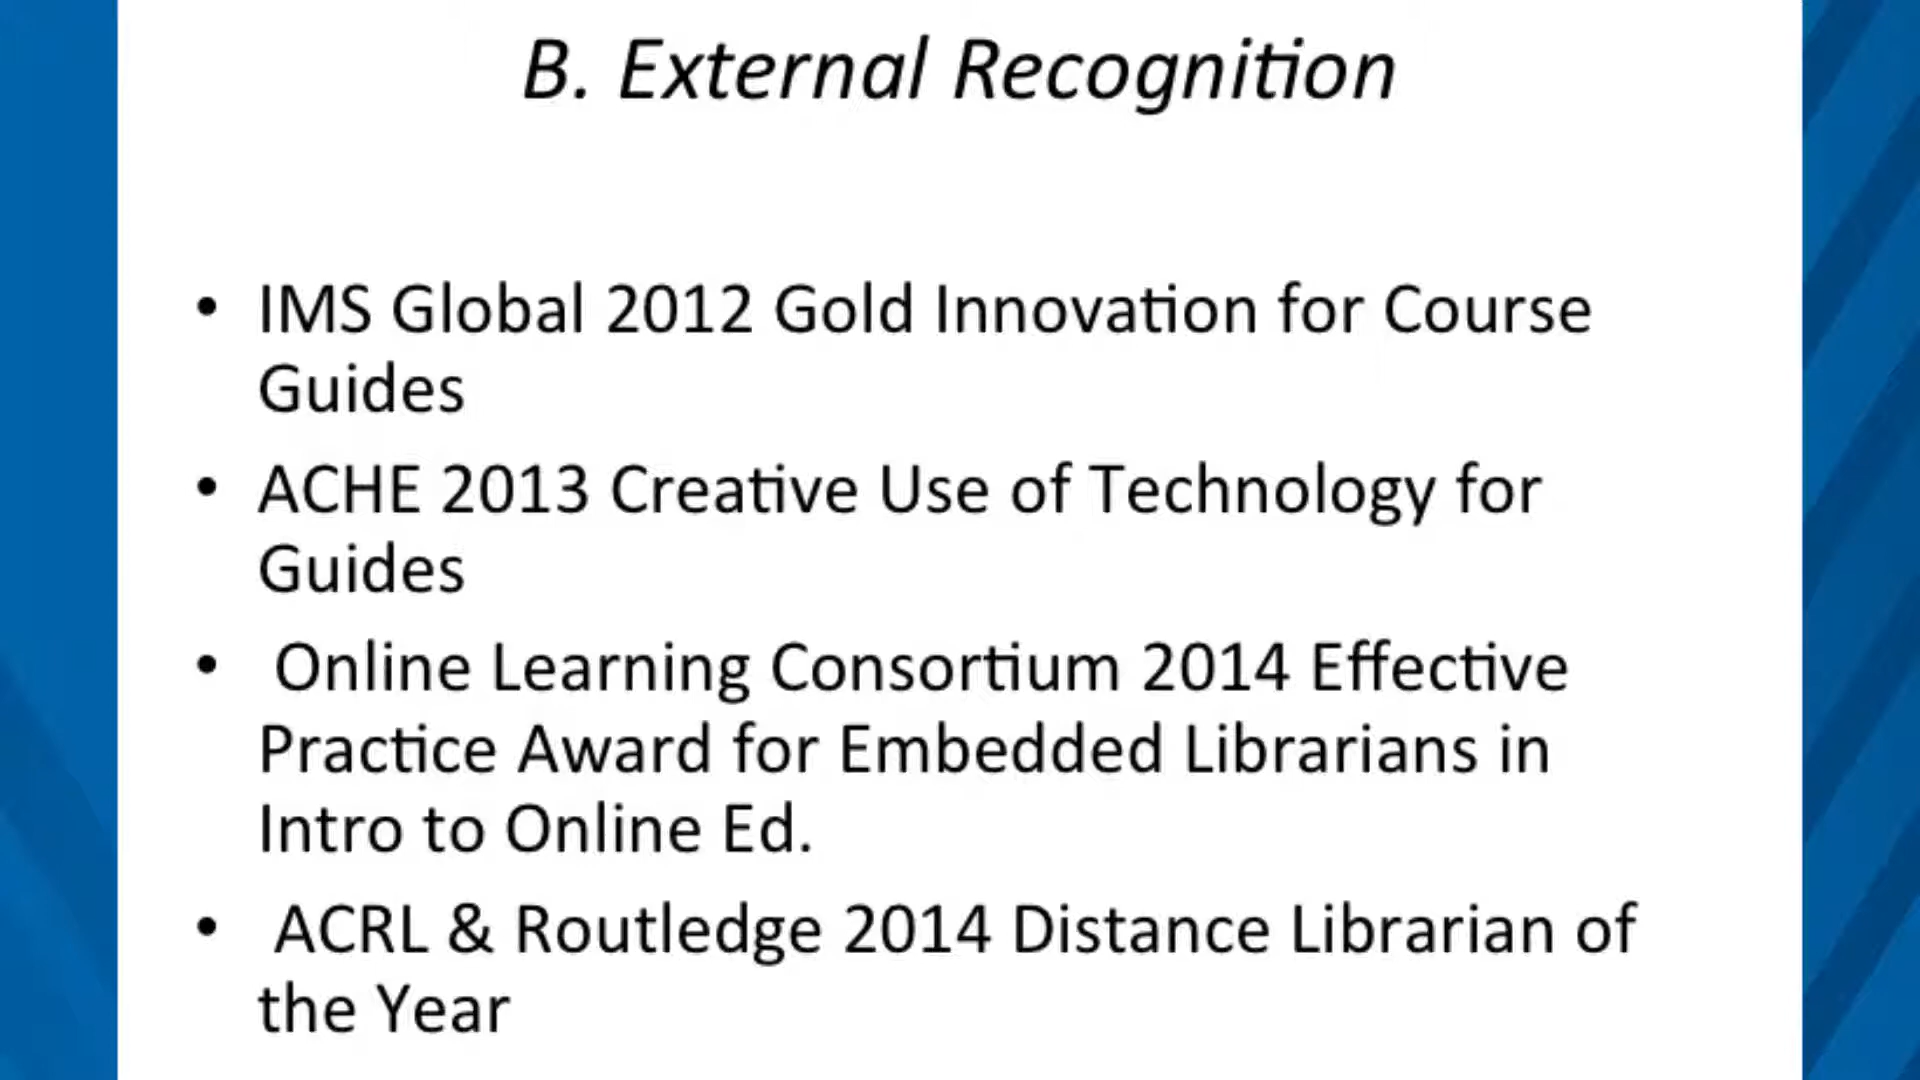 B. External Recognition
• IMS Global 2012 Gold Innovation for Course
Guides
• ACHE 2013 Creative Use of Technology for
Guides
• Online Learning Consortium 2014 Effective
Practice Award for Embedded Librarians in
Intro to Online Ed.
• ACRL & Routledge 2014 Distance Librarian of
the Year